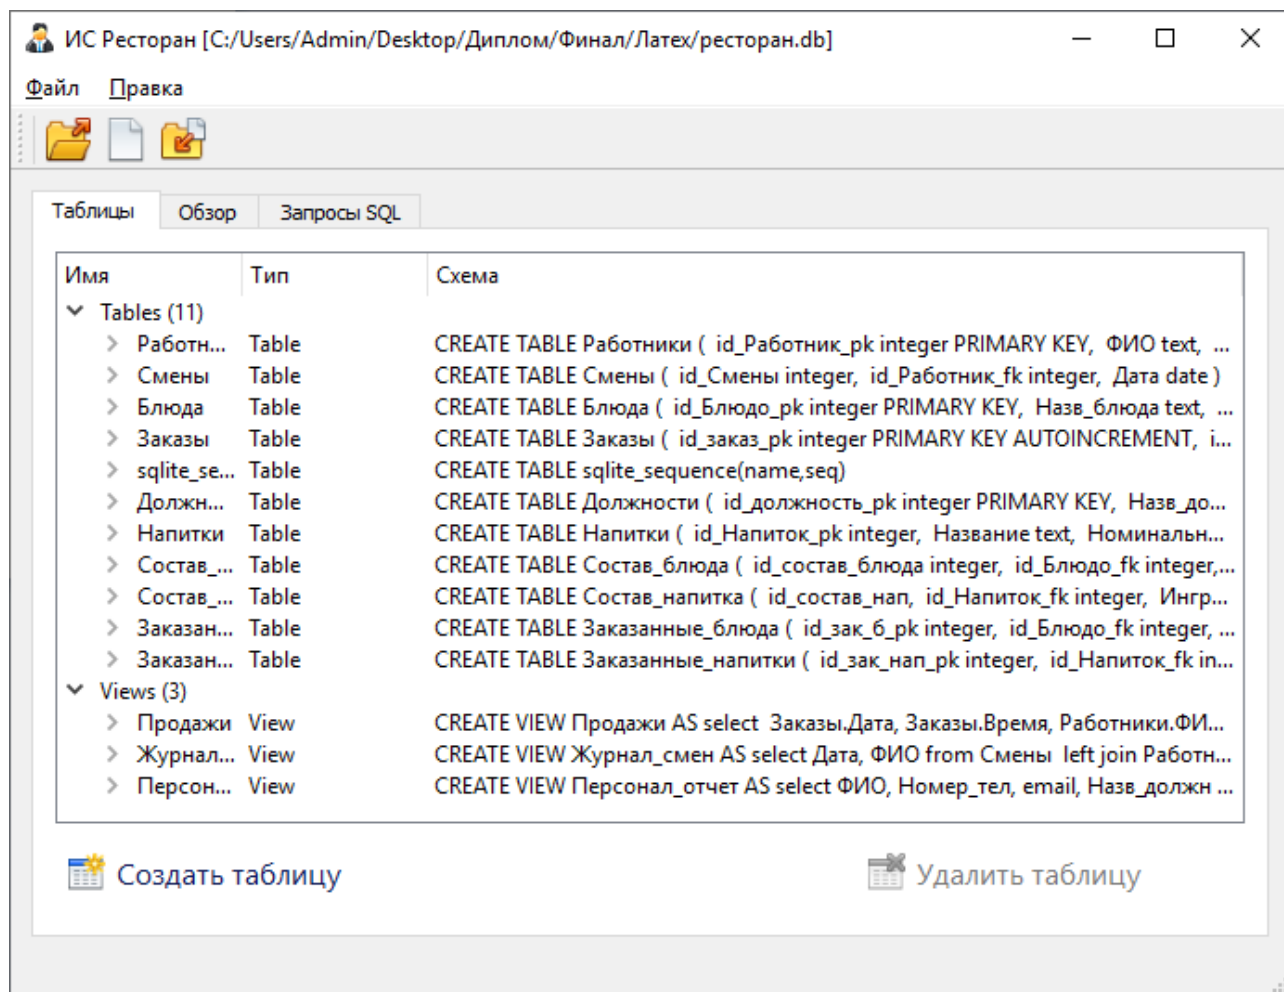 ИС Ресторан [C:/Users/Admin/Desktop/Диплом/Финал/Латех/ресторан.db]
Файл Правка
Таблицы Обзор Запросы SQL
Имя Тип Схема
Tables (11)
Работн... Table CREATE TABLE Работники ( id_Работник_pk integer PRIMARY KEY, ФИО text, ...
Смены Table CREATE TABLE Смены ( id_Смены integer, id_Работник_fk integer, Дата date )
Блюда Table CREATE TABLE Блюда ( id_Блюдо_pk integer PRIMARY KEY, Назв_блюда text, ...
Заказы Table CREATE TABLE Заказы ( id_заказ_pk integer PRIMARY KEY AUTOINCREMENT, i...
sqlite_se... Table CREATE TABLE sqlite_sequence(name,seq)
Должн... Table CREATE TABLE Должности ( id_должность_pk integer PRIMARY KEY, Назв_до...
Напитки Table CREATE TABLE Напитки ( id_Напиток_pk integer, Название text, Номинальн...
Состав_... Table CREATE TABLE Состав_блюда ( id_состав_блюда integer, id_Блюдо_fk integer,...
Состав_... Table CREATE TABLE Состав_напитка ( id_состав_нап, id_Напиток_fk integer, Ингр...
Заказан... Table CREATE TABLE Заказанные_блюда ( id_зак_б_pk integer, id_Блюдо_fk integer, ...
Заказан... Table CREATE TABLE Заказанные_напитки ( id_зак_нап_pk integer, id_Напиток_fk in...
Views (3)
Продажи View CREATE VIEW Продажи AS select Заказы.Дата, Заказы.Время, Работники.ФИ...
Журнал... View CREATE VIEW Журнал_смен AS select Дата, ФИО from Смены left join Работн...
Персон... View CREATE VIEW Персонал_отчет AS select ФИО, Номер_тел, email, Назв_должн ...
Создать таблицу Удалить таблицу